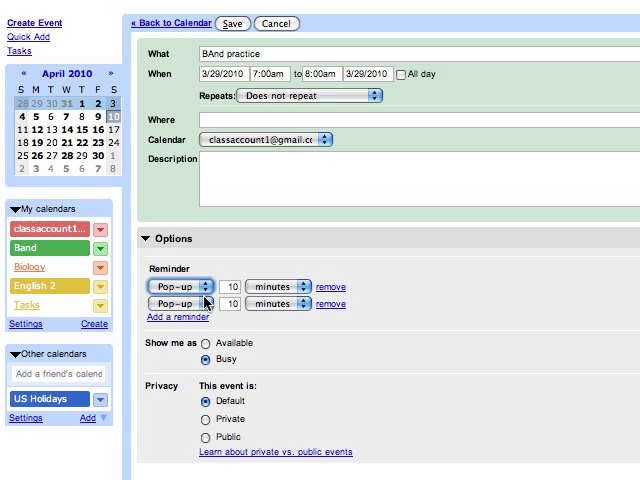 Create Event
Quick Add
Tasks
« April 2010 »
S M T W T F S
28 29 30 31 1 2 3
4 5 6 7 8 9 10
11 12 13 14 15 16 17
18 19 20 21 22 23 24
25 26 27 28 29 30 1
2 3 4 5 6 7 8
My calendars
classaccount1...
Band
Biology
English 2
Tasks
Settings Create
Other calendars
Add a friend's calend
US Holidays
Settings Add
« Back to Calendar Save Cancel
What BAnd practice
When 3/29/2010 7:00am to 8:00am 3/29/2010 All day
Repeats: Does not repeat
Where
Calendar classaccount1@gmail.cc
Description
Options
Reminder
Pop-up 10 minutes remove
Pop-up 10 minutes remove
Add a reminder
Show me as Available
Busy
Privacy This event is:
Default
Private
Public
Learn about private vs. public events